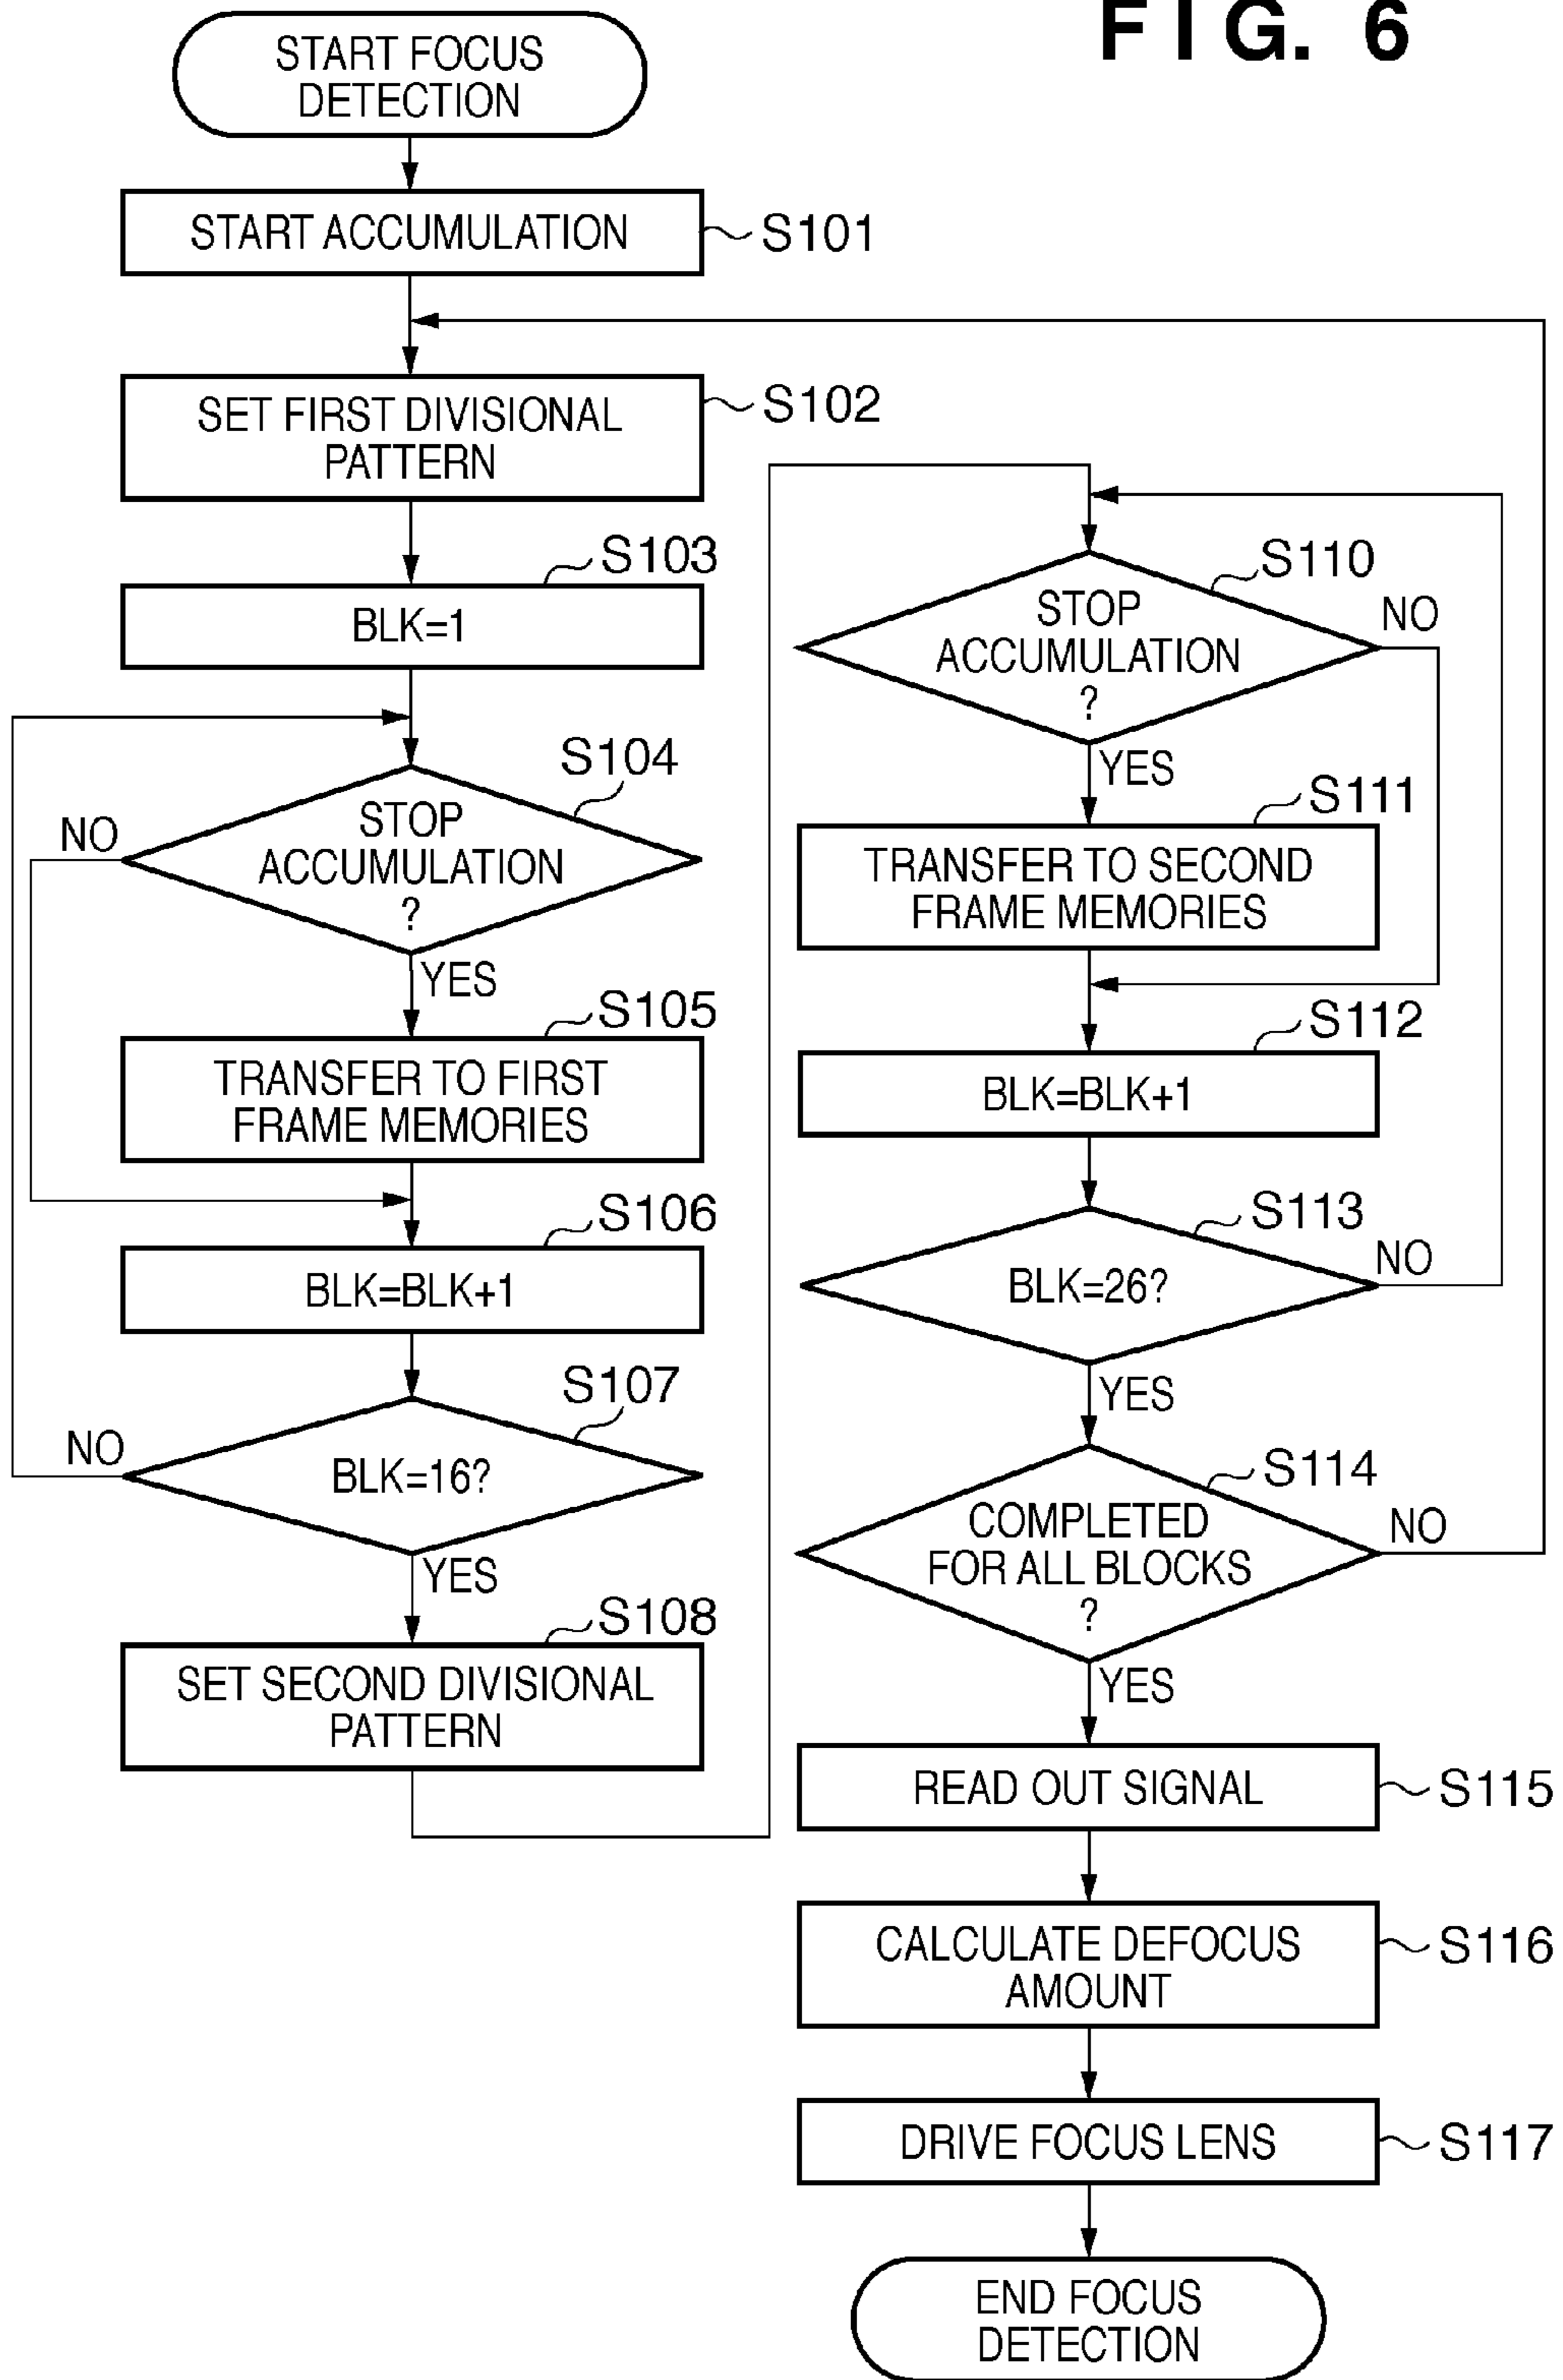 FIG. 6
START FOCUS
DETECTION
START ACCUMULATION
S101
SET FIRST DIVISIONAL
PATTERN
S102
S103
BLK=1
S104
STOP
ACCUMULATION
?
NO
YES
S105
TRANSFER TO FIRST
FRAME MEMORIES
S106
BLK=BLK+1
S107
BLK=16?
NO
YES
S108
SET SECOND DIVISIONAL
PATTERN
S110
STOP
ACCUMULATION
?
NO
YES
S111
TRANSFER TO SECOND
FRAME MEMORIES
S112
BLK=BLK+1
S113
BLK=26?
NO
YES
S114
COMPLETED
FOR ALL BLOCKS
?
NO
YES
READ OUT SIGNAL
S115
CALCULATE DEFOCUS
AMOUNT
S116
DRIVE FOCUS LENS
S117
END FOCUS
DETECTION